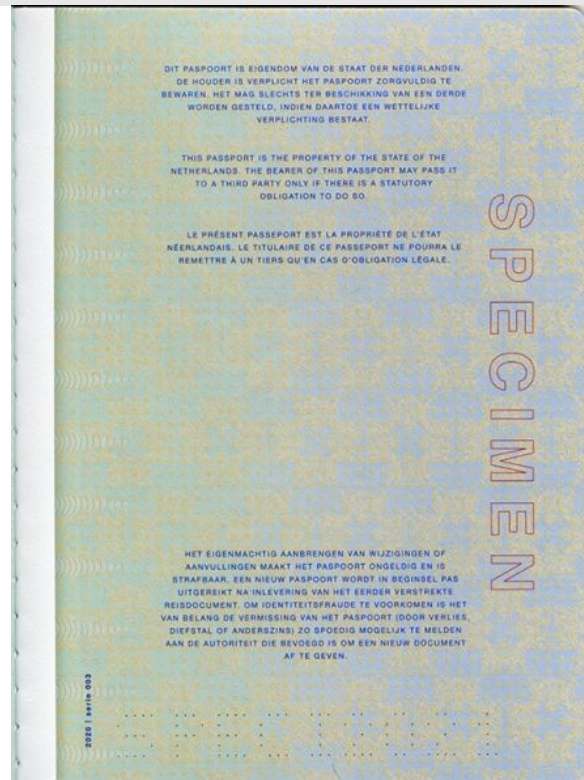 DIT PASPOORT IS EIGENDOM VAN DE STAAT DER NEDERLANDEN.
DE HOUDER IS VERPLICHT HET PASPOORT ZORGVULDIG TE
BEWAREN. HET MAG SLECHTS TER BESCHIKKING VAN EEN DERDE
WORDEN GESTELD, INDIEN DAARTOE EEN WETTELIJKE
VERPLICHTING BESTAAT.
THIS PASSPORT IS THE PROPERTY OF THE STATE OF THE
NETHERLANDS. THE BEARER OF THIS PASSPORT MAY PASS IT
TO A THIRD PARTY ONLY IF THERE IS A STATUTORY
OBLIGATION TO DO SO.
LE PRÉSENT PASSEPORT EST LA PROPRIÉTÉ DE L'ÉTAT
NÉERLANDAIS. LE TITULAIRE DE CE PASSEPORT NE POURRA LE
REMETTRE À UN TIERS QU'EN CAS D'OBLIGATION LÉGALE.
SPECIMEN
HET EIGENMACHTIG AANBRENGEN VAN WIJZIGINGEN OF
AANVULLINGEN MAAKT HET PASPOORT ONGELDIG EN IS
STRAFBAAR. EEN NIEUW PASPOORT WORDT IN BEGINSEL PAS
UITGEREIKT NA INLEVERING VAN HET EERDER VERSTREKTE
REISDOCUMENT. OM IDENTITEITSFRAUDE TE VOORKOMEN IS HET
VAN BELANG DE VERMISSING VAN HET PASPOORT (DOOR VERLIES,
DIEFSTAL OF ANDERSZINS) ZO SPOEDIG MOGELIJK TE MELDEN
AAN DE AUTORITEIT DIE BEVOEGD IS OM EEN NIEUW DOCUMENT
AF TE GEVEN.
2020 | serie 003